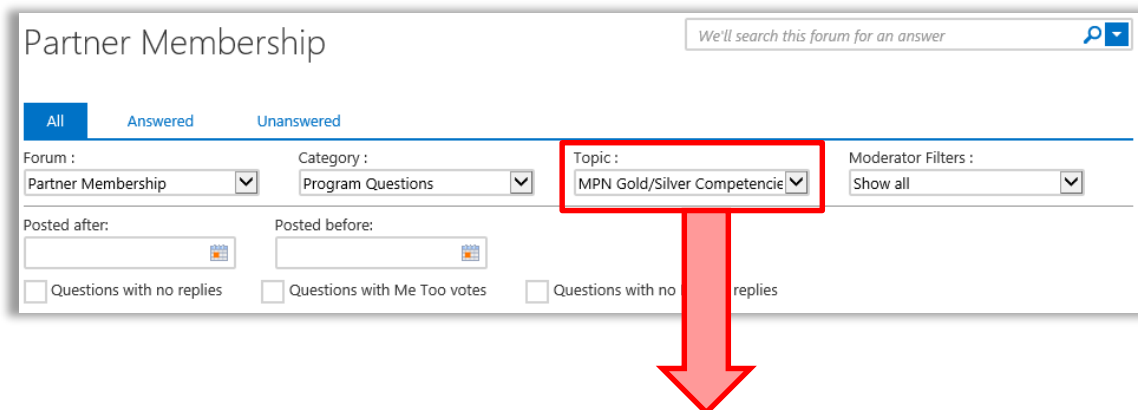 Partner Membership
We'll search this forum for an answer
All Answered Unanswered
Forum : Category : Topic : Moderator Filters :
Partner Membership Program Questions MPN Gold/Silver Competencie Show all
Posted after: Posted before:
Questions with no replies Questions with Me Too votes Questions with no replies